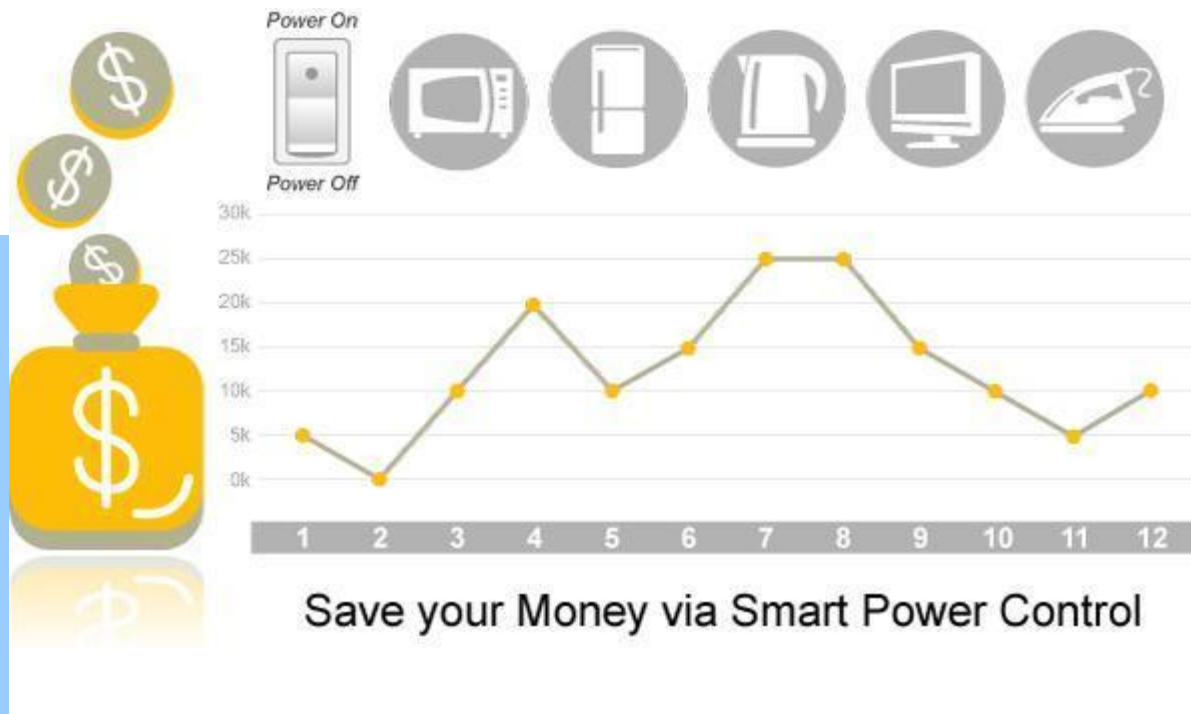 Power On
Power Off
30k
25k
20k
15k
10k
5k
0k
1 2 3 4 5 6 7 8 9 10 11 12
Save your Money via Smart Power Control
$
$
$
$